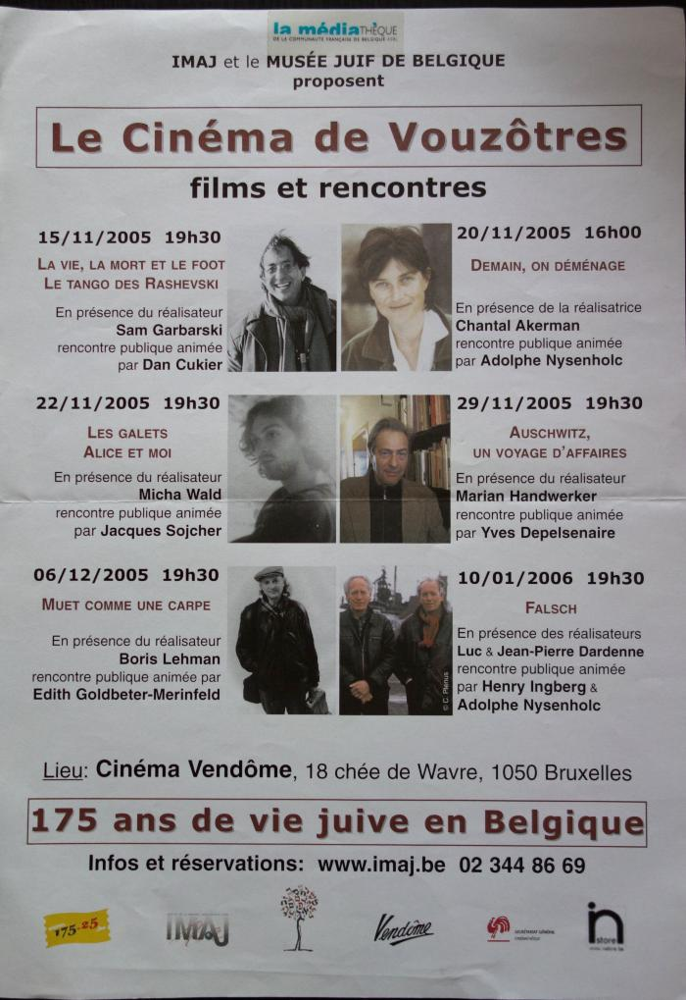 la médiaTHÈQUE
DE LA COMMUNAUTÉ FRANÇAISE DE BELGIQUE ASBL
IMAJ et le MUSÉE JUIF DE BELGIQUE
proposent
Le Cinéma de Vouzôtres
films et rencontres
15/11/2005 19h30
LA VIE, LA MORT ET LE FOOT
LE TANGO DES RASHEVSKI
En présence du réalisateur
Sam Garbarski
rencontre publique animée
par Dan Cukier
20/11/2005 16h00
DEMAIN, ON DÉMÉNAGE
En présence de la réalisatrice
Chantal Akerman
rencontre publique animée
par Adolphe Nysenholc
22/11/2005 19h30
LES GALETS
ALICE ET MOI
En présence du réalisateur
Micha Wald
rencontre publique animée
par Jacques Sojcher
29/11/2005 19h30
AUSCHWITZ,
UN VOYAGE D'AFFAIRES
En présence du réalisateur
Marian Handwerker
rencontre publique animée
par Yves Depelsenaire
06/12/2005 19h30
MUET COMME UNE CARPE
En présence du réalisateur
Boris Lehman
rencontre publique animée par
Edith Goldbeter-Merinfeld
10/01/2006 19h30
FALSCH
En présence des réalisateurs
Luc & Jean-Pierre Dardenne
rencontre publique animée
par Henry Ingberg &
Adolphe Nysenholc
© C. Plenus
Lieu: Cinéma Vendôme, 18 chée de Wavre, 1050 Bruxelles
175 ans de vie juive en Belgique
Infos et réservations: www.imaj.be 02 344 86 69
175-25
IMAJ
Vendôme
SECRÉTARIAT GÉNÉRAL
in
store